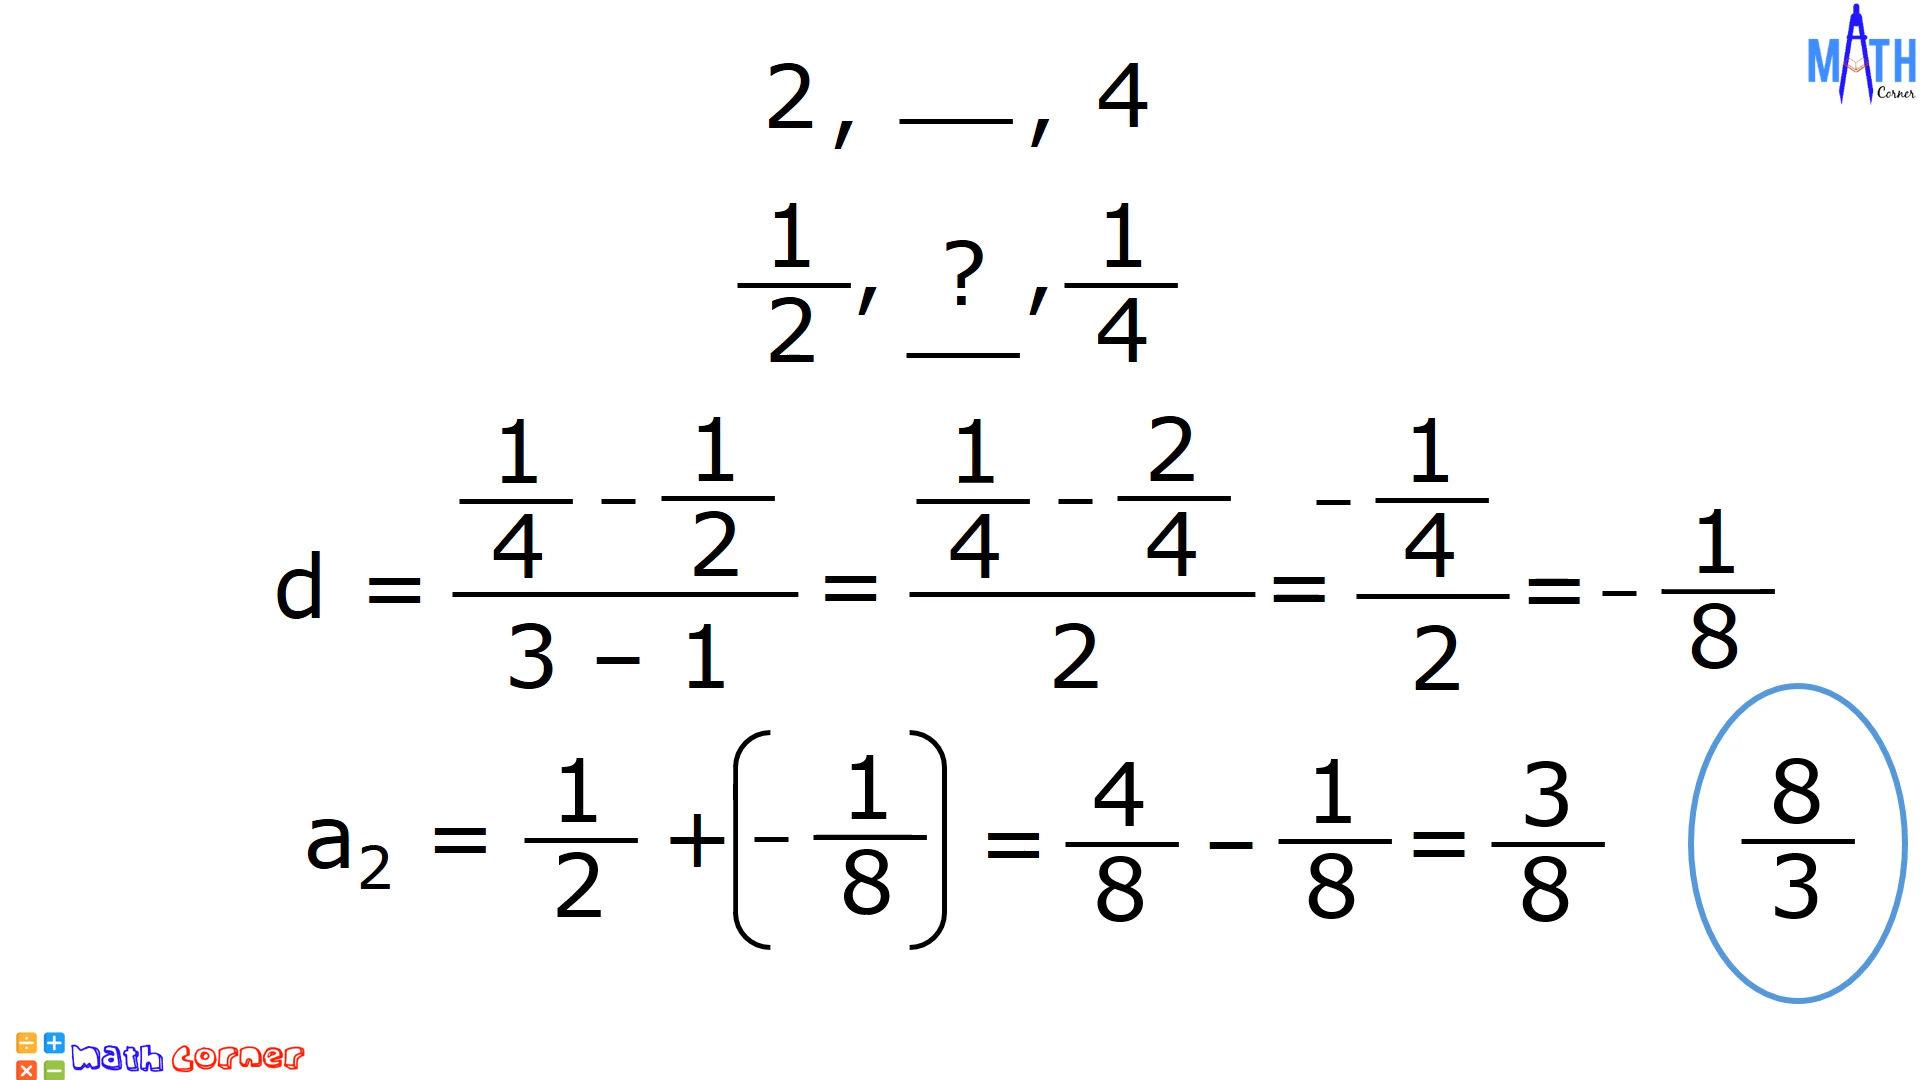 MATH
Corner
2, __, 4
1/2, ?, 1/4
d = (1/4 - 1/2)/(3 - 1) = (1/4 - 2/4)/2 = (-1/4)/2 = -1/8
a₂ = 1/2 + (-1/8) = 4/8 - 1/8 = 3/8 8/3
÷ + × − Math Corner